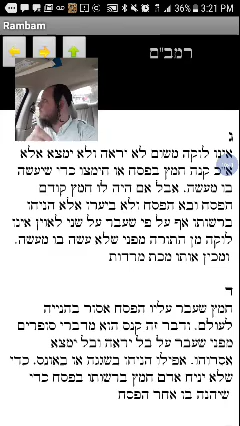 36% 3:21 PM
Rambam
רמב"ם
ג
אינו לוקה משום לא יראה ולא ימצא אלא
א"כ קנה חמץ בפסח או חימצו כדי שיעשה
בו מעשה. אבל אם היה לו חמץ קודם
הפסח ובא הפסח ולא ביערו אלא הניחו
ברשותו אף על פי שעבר על שני לאוין אינו
לוקה מן התורה מפני שלא עשה בו מעשה.
ומכין אותו מכת מרדות
ד
חמץ שעבר עליו הפסח אסור בהנייה
לעולם. ודבר זה קנס הוא מדברי סופרים
מפני שעבר על בל יראה ובל ימצא
אסרוהו. אפילו הניחו בשגגה או באונס. כדי
שלא יניח אדם חמץ ברשותו בפסח כדי
שיהנה בו אחר הפסח